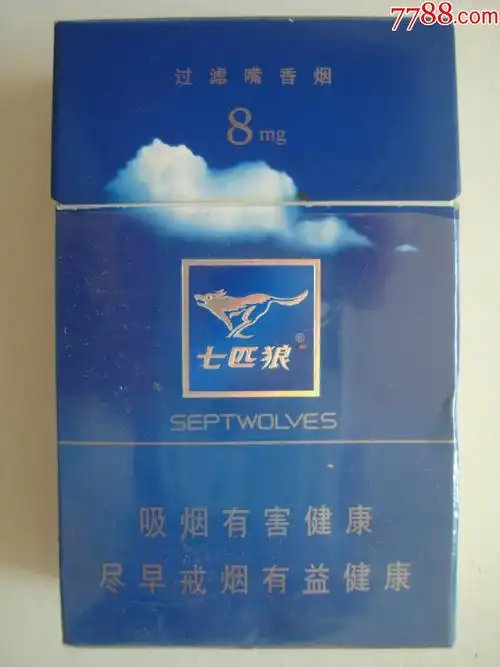 7788.com
过滤嘴香烟
8mg
七匹狼®
SEPTWOLVES
吸烟有害健康
尽早戒烟有益健康